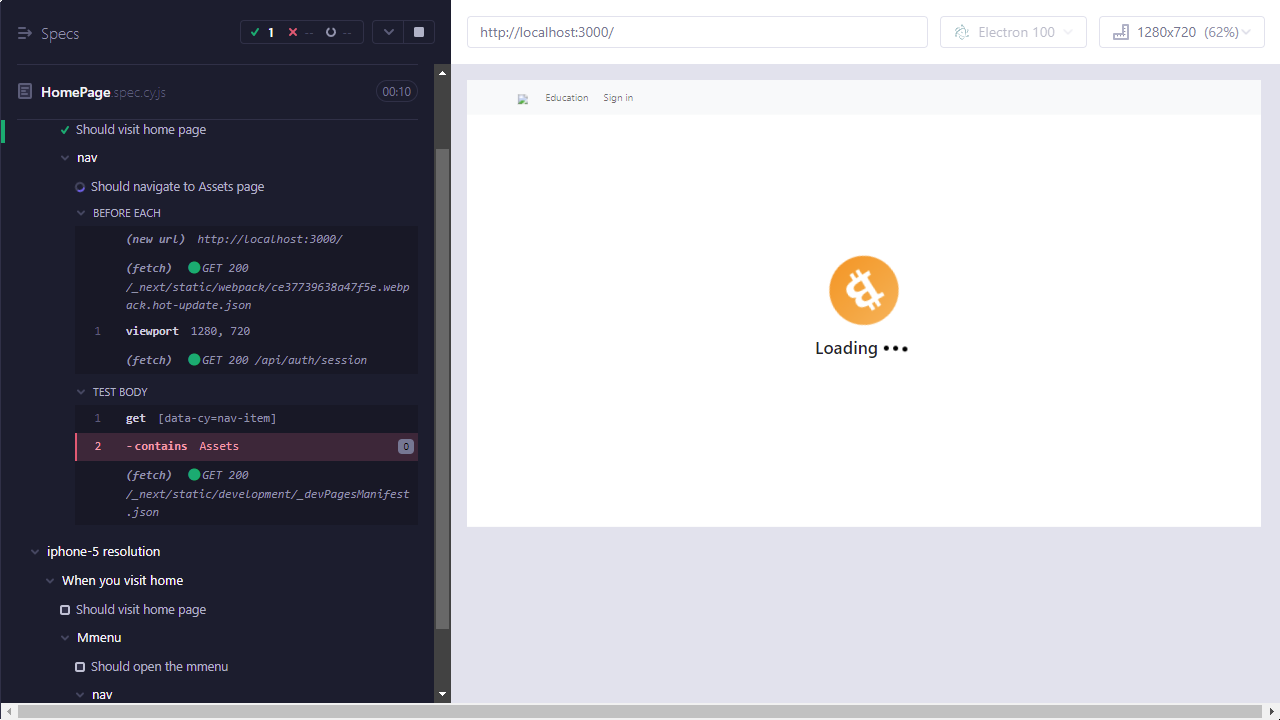 Specs
1 -- --
http://localhost:3000/
Electron 100
1280x720 (62%)
HomePage.spec.cy.js
00:10
Should visit home page
nav
Should navigate to Assets page
BEFORE EACH
(new url) http://localhost:3000/
(fetch) GET 200
/_next/static/webpack/ce37739638a47f5e.webp
ack.hot-update.json
1 viewport 1280, 720
(fetch) GET 200 /api/auth/session
TEST BODY
1 get [data-cy=nav-item]
2 -contains Assets 0
(fetch) GET 200
/_next/static/development/_devPagesManifest
.json
iphone-5 resolution
When you visit home
Should visit home page
Mmenu
Should open the mmenu
nav
Education Sign in
Loading •••